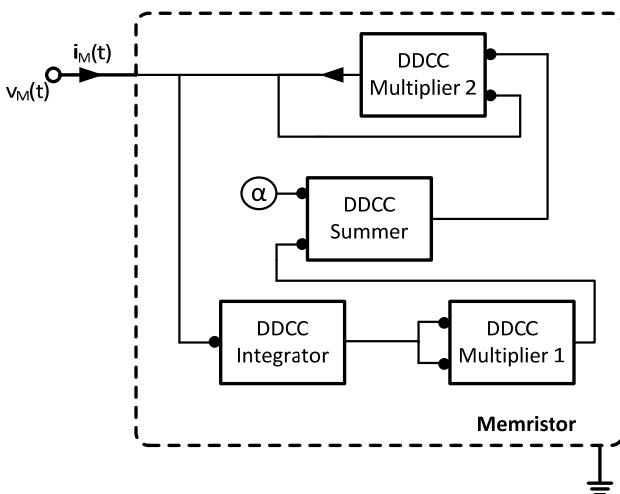 i_M(t)
v_M(t)
DDCC
Multiplier 2
α
DDCC
Summer
DDCC
Integrator
DDCC
Multiplier 1
Memristor